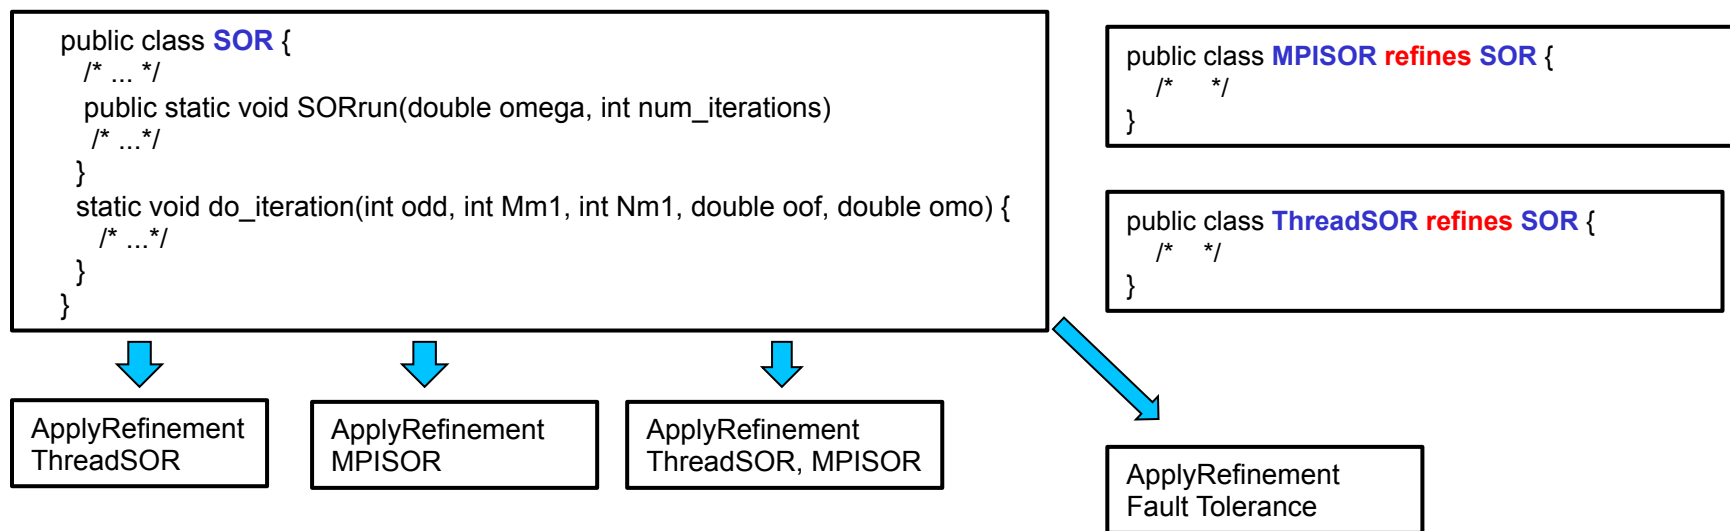 public class SOR {
/* ... */
public static void SORrun(double omega, int num_iterations)
/* ...*/
}
static void do_iteration(int odd, int Mm1, int Nm1, double oof, double omo) {
/* ...*/
}
}
public class MPISOR refines SOR {
/* */
}
public class ThreadSOR refines SOR {
/* */
}
ApplyRefinement
ThreadSOR
ApplyRefinement
MPISOR
ApplyRefinement
ThreadSOR, MPISOR
ApplyRefinement
Fault Tolerance